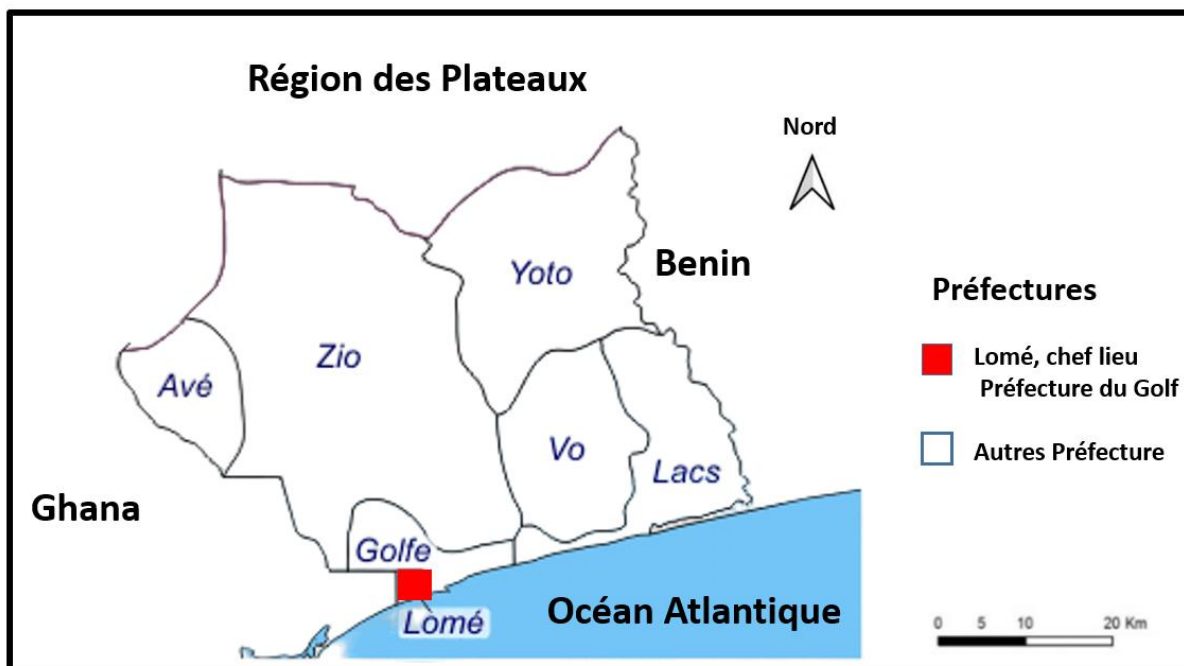 Région des Plateaux
Nord
Yoto
Benin
Préfectures
Zio
Lomé, chef lieu
Préfecture du Golf
Avé
Vo
Autres Préfecture
Lacs
Ghana
Golfe
Océan Atlantique
Lomé
0 5 10 20 Km